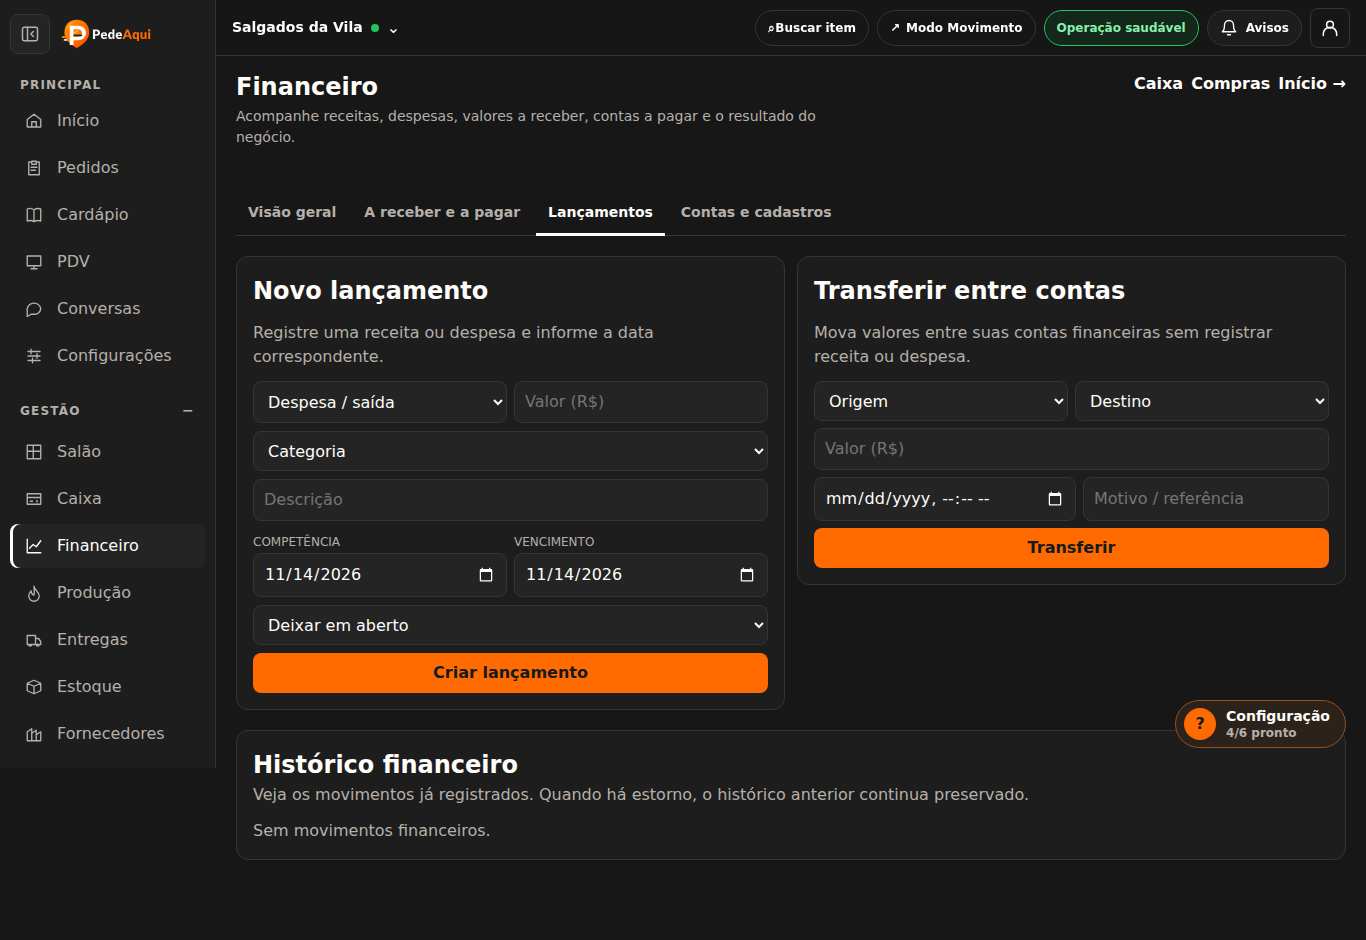 PedeAqui
PRINCIPAL
Início
Pedidos
Cardápio
PDV
Conversas
Configurações
GESTÃO −
Salão
Caixa
Financeiro
Produção
Entregas
Estoque
Fornecedores
Salgados da Vila
Buscar item
↗ Modo Movimento
Operação saudável
Avisos
Financeiro
Acompanhe receitas, despesas, valores a receber, contas a pagar e o resultado do
negócio.
Caixa Compras Início →
Visão geral
A receber e a pagar
Lançamentos
Contas e cadastros
Novo lançamento
Registre uma receita ou despesa e informe a data
correspondente.
Despesa / saída
Valor (R$)
Categoria
Descrição
COMPETÊNCIA
VENCIMENTO
11/14/2026
11/14/2026
Deixar em aberto
Criar lançamento
Transferir entre contas
Mova valores entre suas contas financeiras sem registrar
receita ou despesa.
Origem
Destino
Valor (R$)
mm/dd/yyyy, --:-- --
Motivo / referência
Transferir
?
Configuração
4/6 pronto
Histórico financeiro
Veja os movimentos já registrados. Quando há estorno, o histórico anterior continua preservado.
Sem movimentos financeiros.